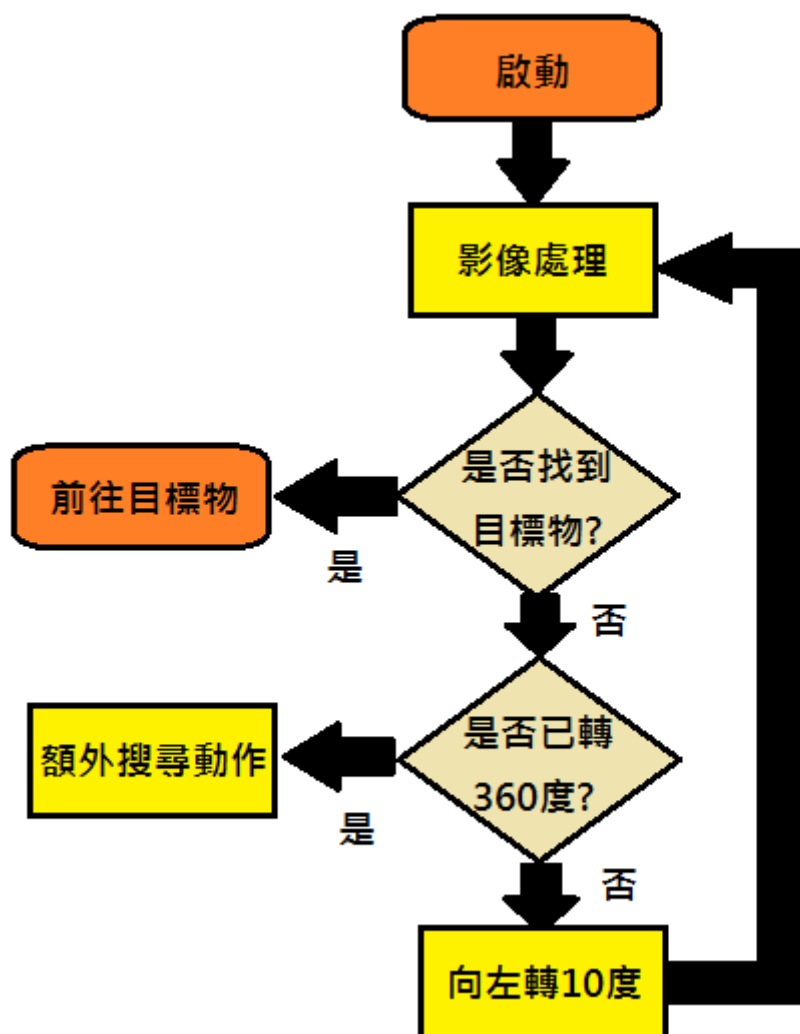 啟動
影像處理
是否找到
目標物?
前往目標物
是
否
是否已轉
360度?
額外搜尋動作
是
否
向左轉10度